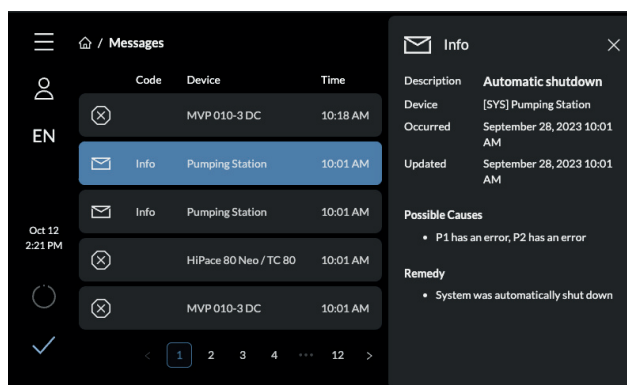 / Messages
EN
Oct 12
2:21 PM
Code Device Time
MVP 010-3 DC 10:18 AM
Info Pumping Station 10:01 AM
Info Pumping Station 10:01 AM
HiPace 80 Neo / TC 80 10:01 AM
MVP 010-3 DC 10:01 AM
< 1 2 3 4 ··· 12 >
Info
Description Automatic shutdown
Device [SYS] Pumping Station
Occurred September 28, 2023 10:01
AM
Updated September 28, 2023 10:01
AM
Possible Causes
• P1 has an error, P2 has an error
Remedy
• System was automatically shut down